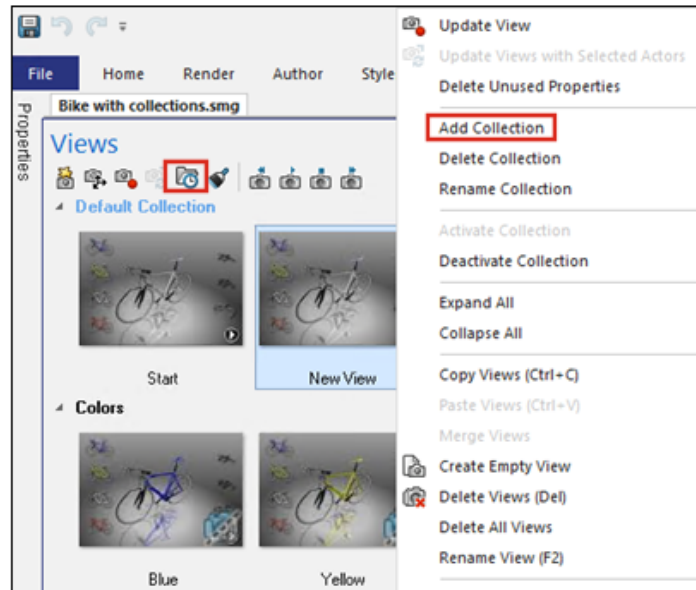 File
Home
Render
Author
Style
Properties
Bike with collections.smg
Views
Default Collection
Start
New View
Colors
Blue
Yellow
Update View
Update Views with Selected Actors
Delete Unused Properties
Add Collection
Delete Collection
Rename Collection
Activate Collection
Deactivate Collection
Expand All
Collapse All
Copy Views (Ctrl+C)
Paste Views (Ctrl+V)
Merge Views
Create Empty View
Delete Views (Del)
Delete All Views
Rename View (F2)